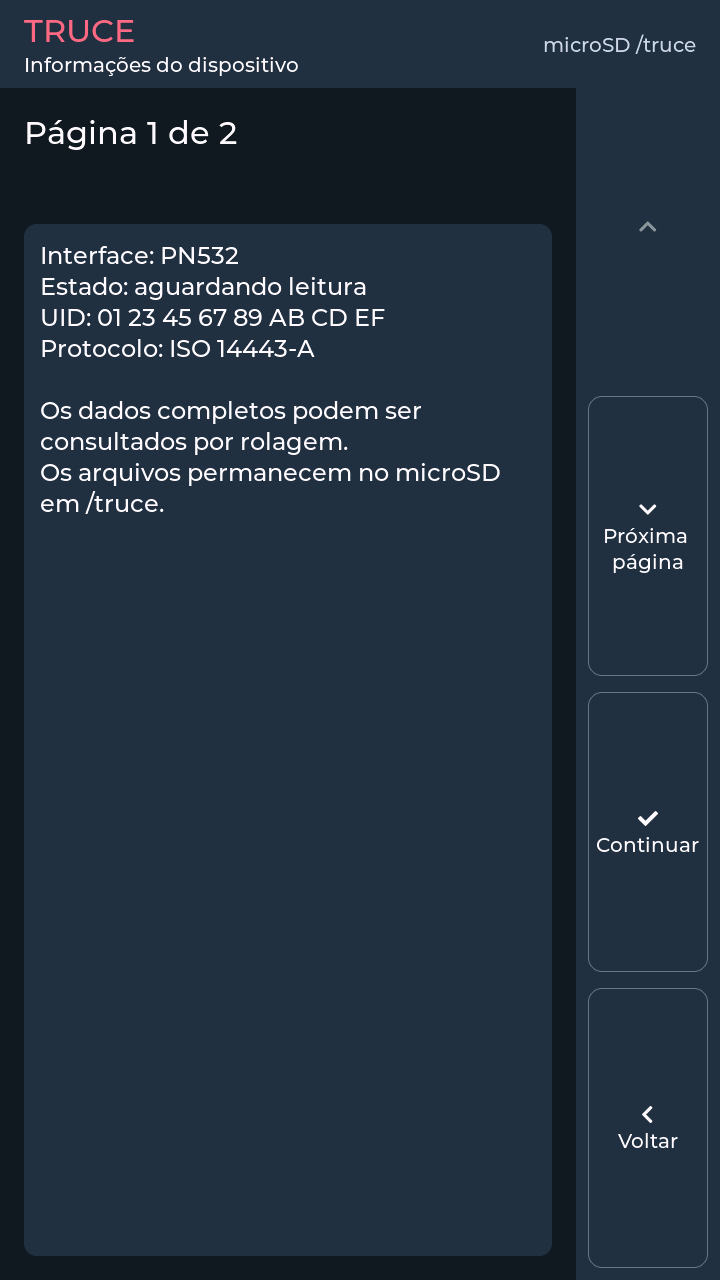 TRUCE
Informações do dispositivo
microSD /truce
Página 1 de 2
Interface: PN532
Estado: aguardando leitura
UID: 01 23 45 67 89 AB CD EF
Protocolo: ISO 14443-A
Os dados completos podem ser
consultados por rolagem.
Os arquivos permanecem no microSD
em /truce.
Próxima
página
Continuar
Voltar